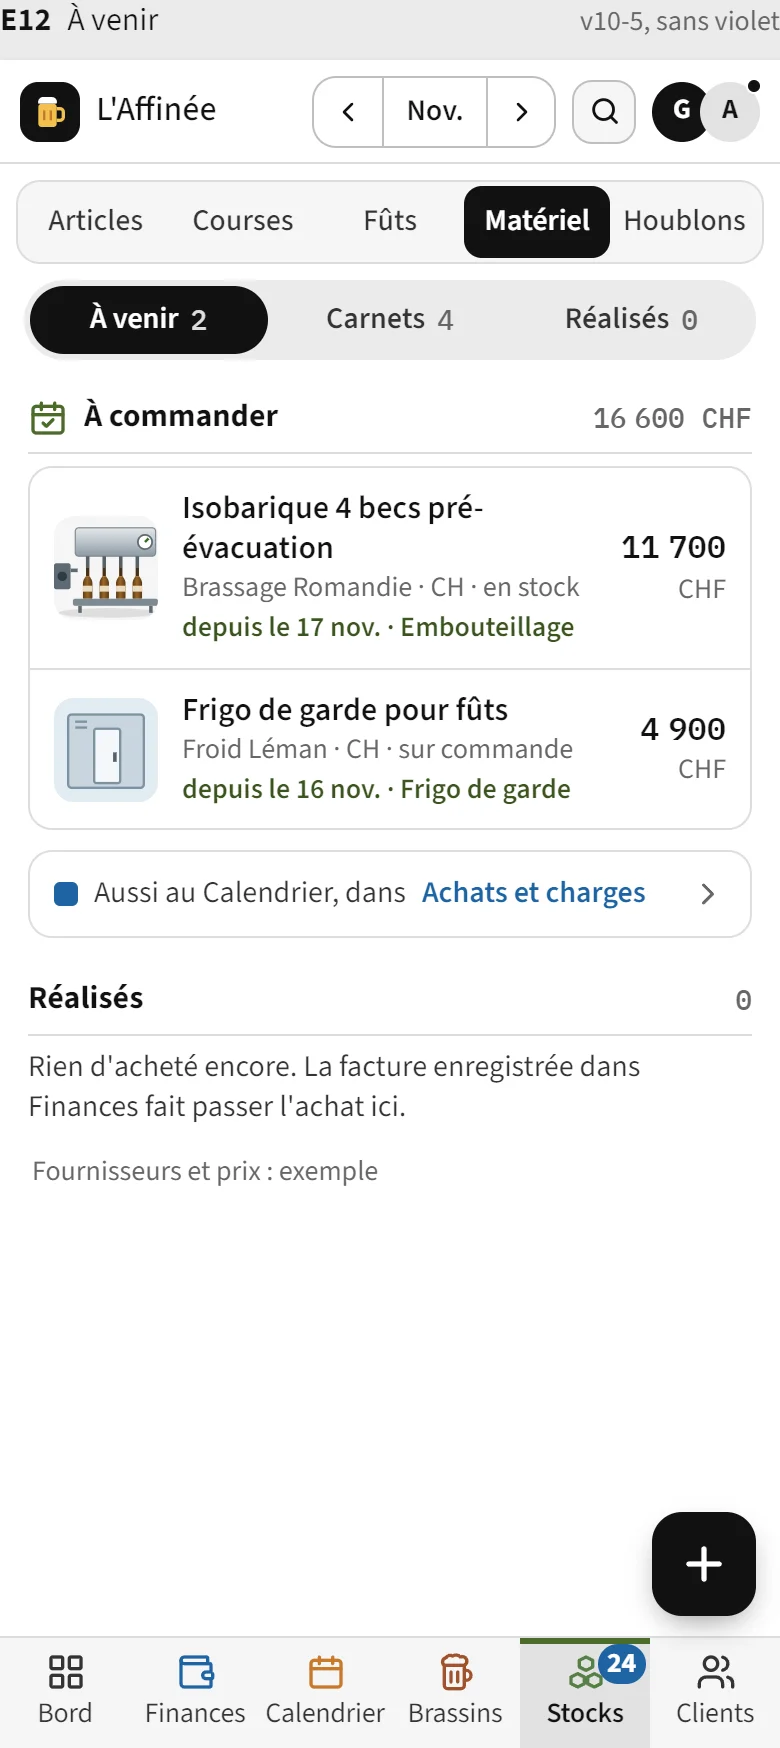 E12 À venir
v10-5, sans violet
L'Affinée
Nov.
G
A
Articles
Courses
Fûts
Matériel
Houblons
À venir 2
Carnets 4
Réalisés 0
À commander
16 600 CHF
Isobarique 4 becs pré-
évacuation
Brassage Romandie · CH · en stock
depuis le 17 nov. · Embouteillage
11 700
CHF
Frigo de garde pour fûts
Froid Léman · CH · sur commande
depuis le 16 nov. · Frigo de garde
4 900
CHF
Aussi au Calendrier, dans Achats et charges
Réalisés
0
Rien d'acheté encore. La facture enregistrée dans
Finances fait passer l'achat ici.
Fournisseurs et prix : exemple
24
Bord
Finances
Calendrier
Brassins
Stocks
Clients